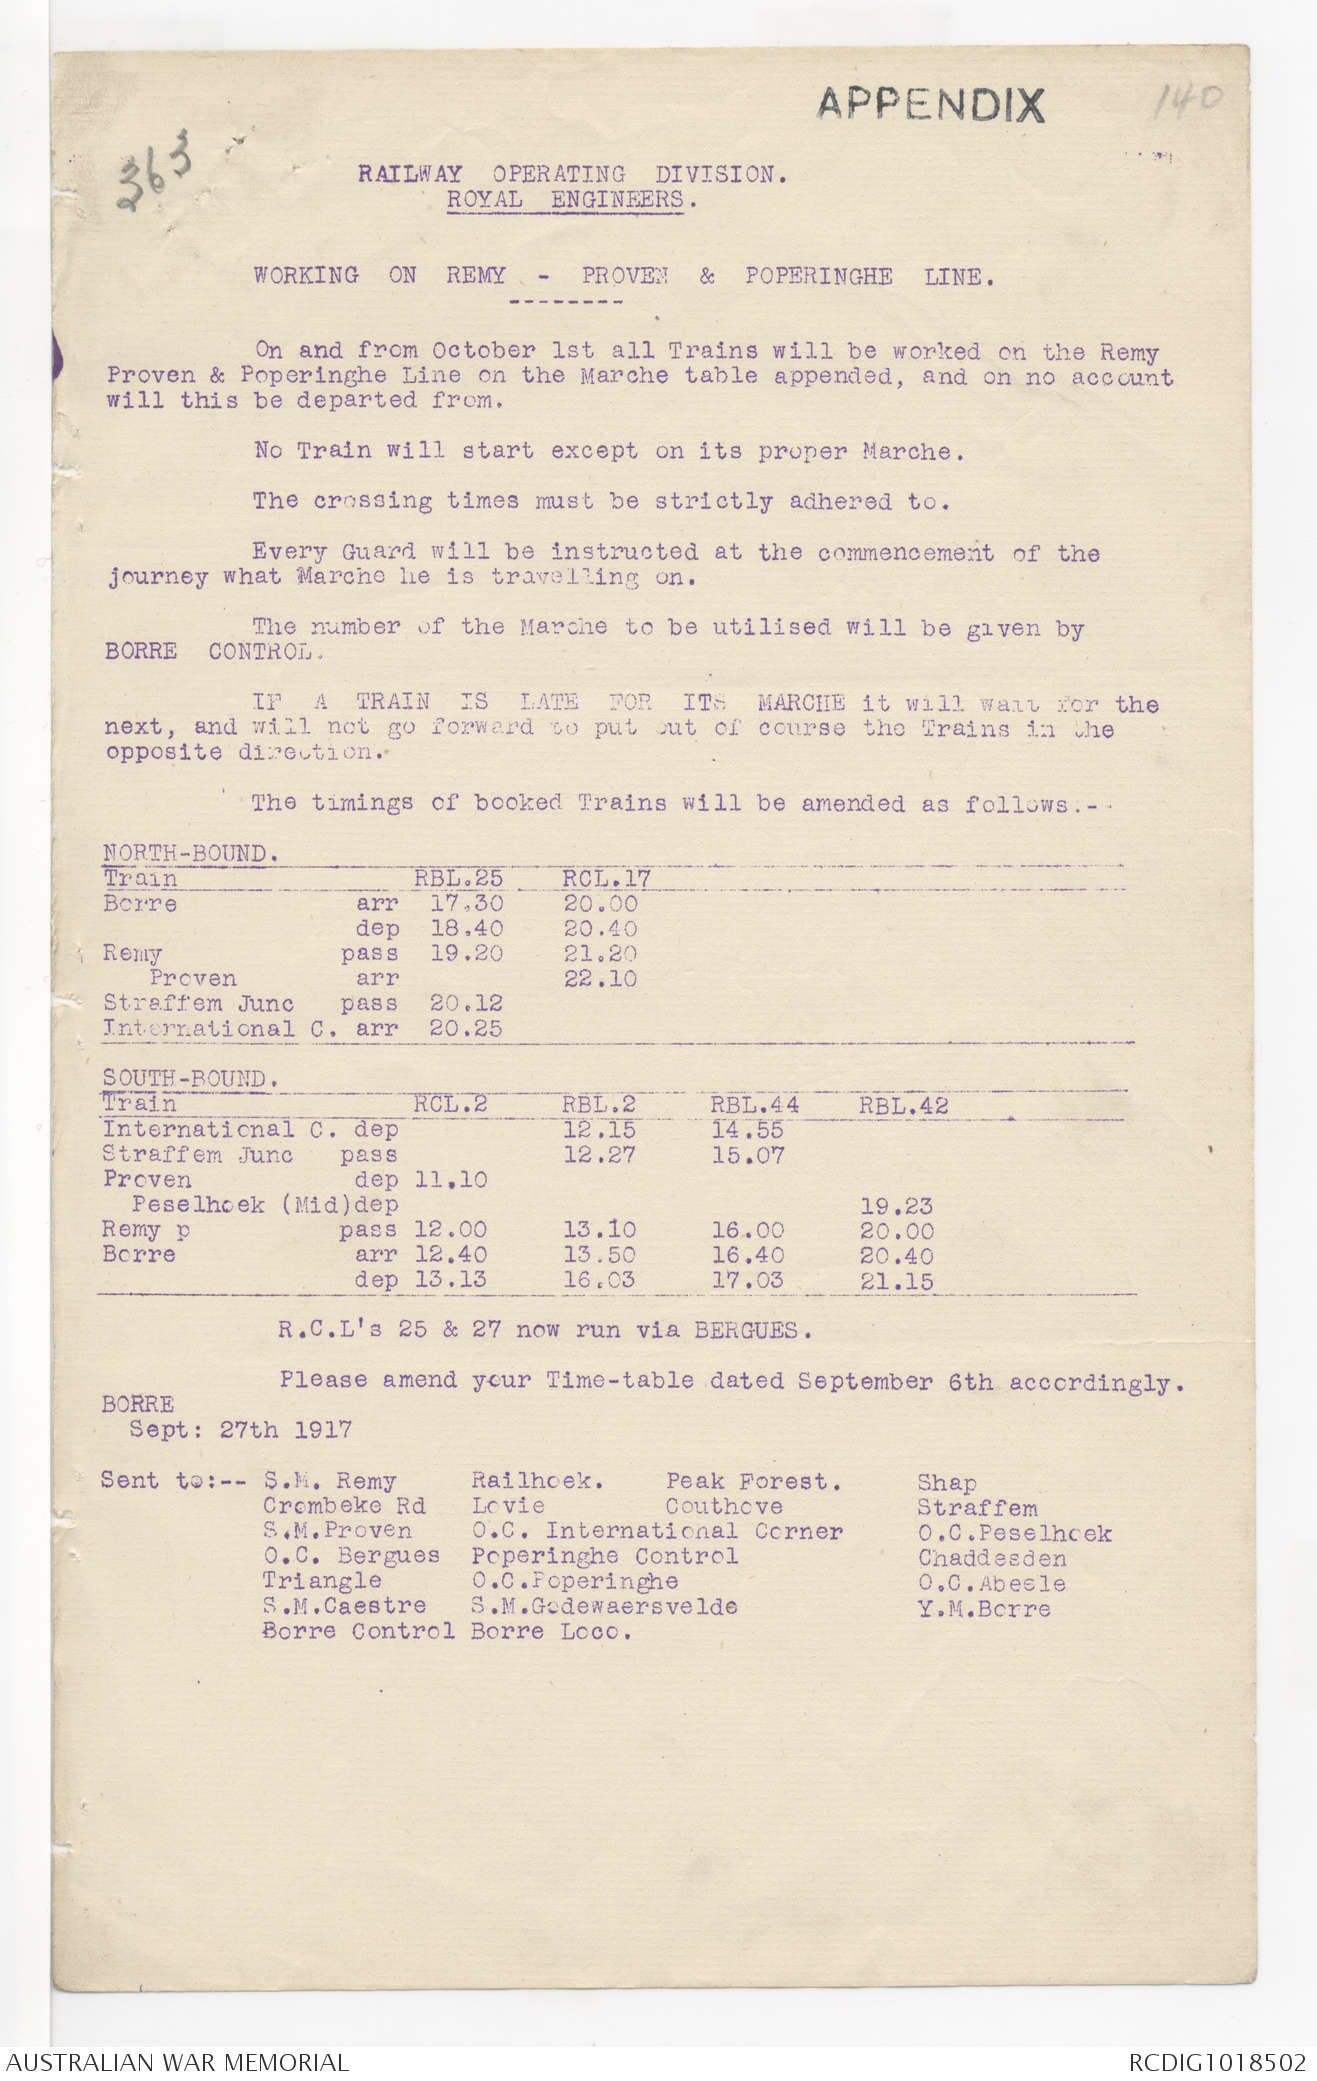 APPENDIX
140
363
RAILWAY OPERATING DIVISION.
ROYAL ENGINEERS.
WORKING ON REMY - PROVEN & POPERINGHE LINE.
--------
On and from October 1st all Trains will be worked on the Remy
Proven & Poperinghe Line on the Marche table appended, and on no account
will this be departed from.
No Train will start except on its proper Marche.
The crossing times must be strictly adhered to.
Every Guard will be instructed at the commencement of the
journey what Marche he is travelling on.
The number of the Marche to be utilised will be given by
BORRE CONTROL.
IF A TRAIN IS LATE FOR ITS MARCHE it will wait for the
next, and will not go forward to put out of course the Trains in the
opposite direction.
The timings of booked Trains will be amended as follows:-
NORTH-BOUND.
Train RBL.25 RCL.17
Borre arr 17.30 20.00
dep 18.40 20.40
Remy pass 19.20 21.20
Proven arr 22.10
Straffem Junc pass 20.12
International C. arr 20.25
SOUTH-BOUND.
Train RCL.2 RBL.2 RBL.44 RBL.42
International C. dep 12.15 14.55
Straffem Junc pass 12.27 15.07
Proven dep 11.10
Peselhoek (Mid)dep 19.23
Remy p pass 12.00 13.10 16.00 20.00
Borre arr 12.40 13.50 16.40 20.40
dep 13.13 16.03 17.03 21.15
R.C.L's 25 & 27 now run via BERGUES.
Please amend your Time-table dated September 6th accordingly.
BORRE
Sept: 27th 1917
Sent to:-- S.M. Remy Railhoek. Peak Forest. Shap
Crombeke Rd Lovie Couthove Straffem
S.M.Proven O.C. International Corner O.C.Peselhoek
O.C. Bergues Poperinghe Control Chaddesden
Triangle O.C.Poperinghe O.C.Abeele
S.M.Caestre S.M.Godewaersvelde Y.M.Borre
Borre Control Borre Loco.
AUSTRALIAN WAR MEMORIAL
RCDIG1018502